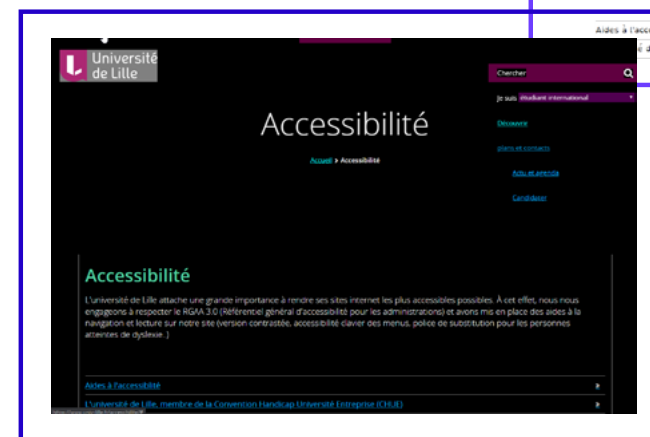 Aides à l'acc
é d
Université
de Lille
Chercher
Je suis étudiant international
Accessibilité
Découvrir
Accueil > Accessibilité
plans et contacts
Actu et agenda
Candidater
Accessibilité
L'université de Lille attache une grande importance à rendre ses sites internet les plus accessibles possibles. À cet effet, nous nous
engageons à respecter le RGAA 3.0 (Référentiel général d'accessibilité pour les administrations) et avons mis en place des aides à la
navigation et lecture sur notre site (version contrastée, accessibilité clavier des menus, police de substitution pour les personnes
atteintes de dyslexie.)
Aides à l'accessibilité
L'université de Lille, membre de la Convention Handicap Université Entreprise (CHUE)